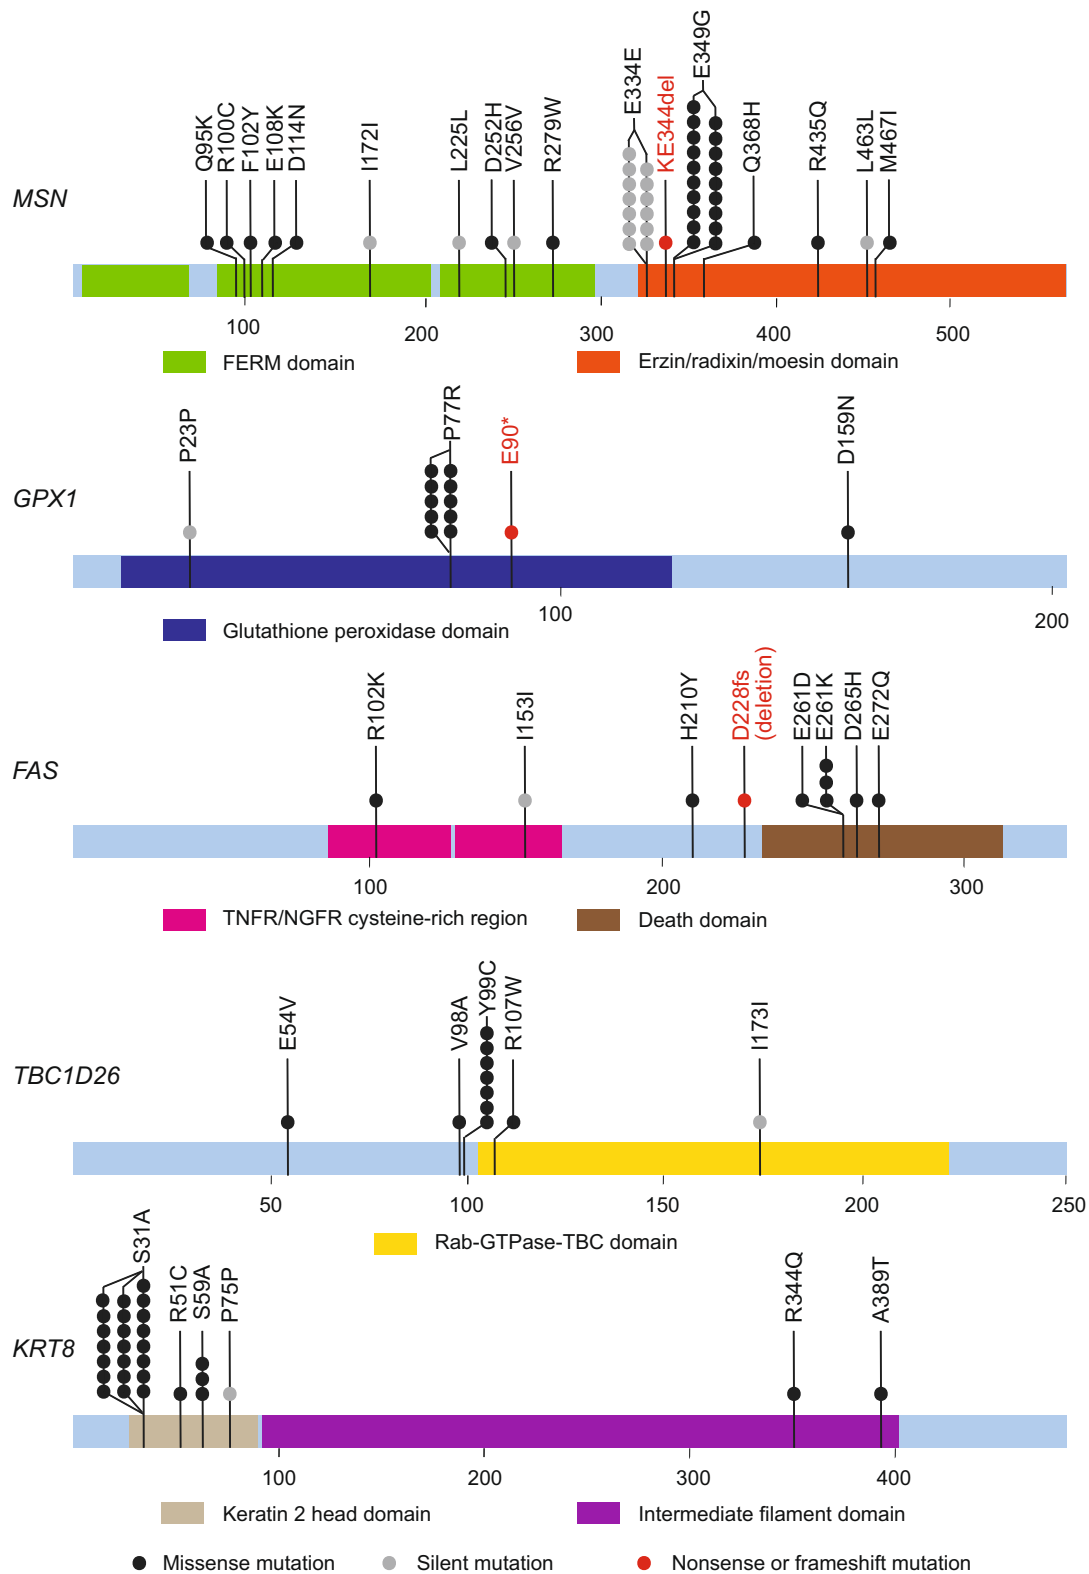 MSN
Q95K
R100C
F102Y
E108K
D114N
I172I
L225L
D252H
V256V
R279W
E334E
KE344del
E349G
Q368H
R435Q
L463L
M467I
100
200
300
400
500
FERM domain
Erzin/radixin/moesin domain
GPX1
P23P
P77R
E90*
D159N
100
200
Glutathione peroxidase domain
FAS
R102K
I153I
H210Y
D228fs
(deletion)
E261D
E261K
D265H
E272Q
100
200
300
TNFR/NGFR cysteine-rich region
Death domain
TBC1D26
E54V
V98A
Y99C
R107W
I173I
50
100
150
200
250
Rab-GTPase-TBC domain
KRT8
S31A
R51C
S59A
P75P
R344Q
A389T
100
200
300
400
Keratin 2 head domain
Intermediate filament domain
Missense mutation
Silent mutation
Nonsense or frameshift mutation